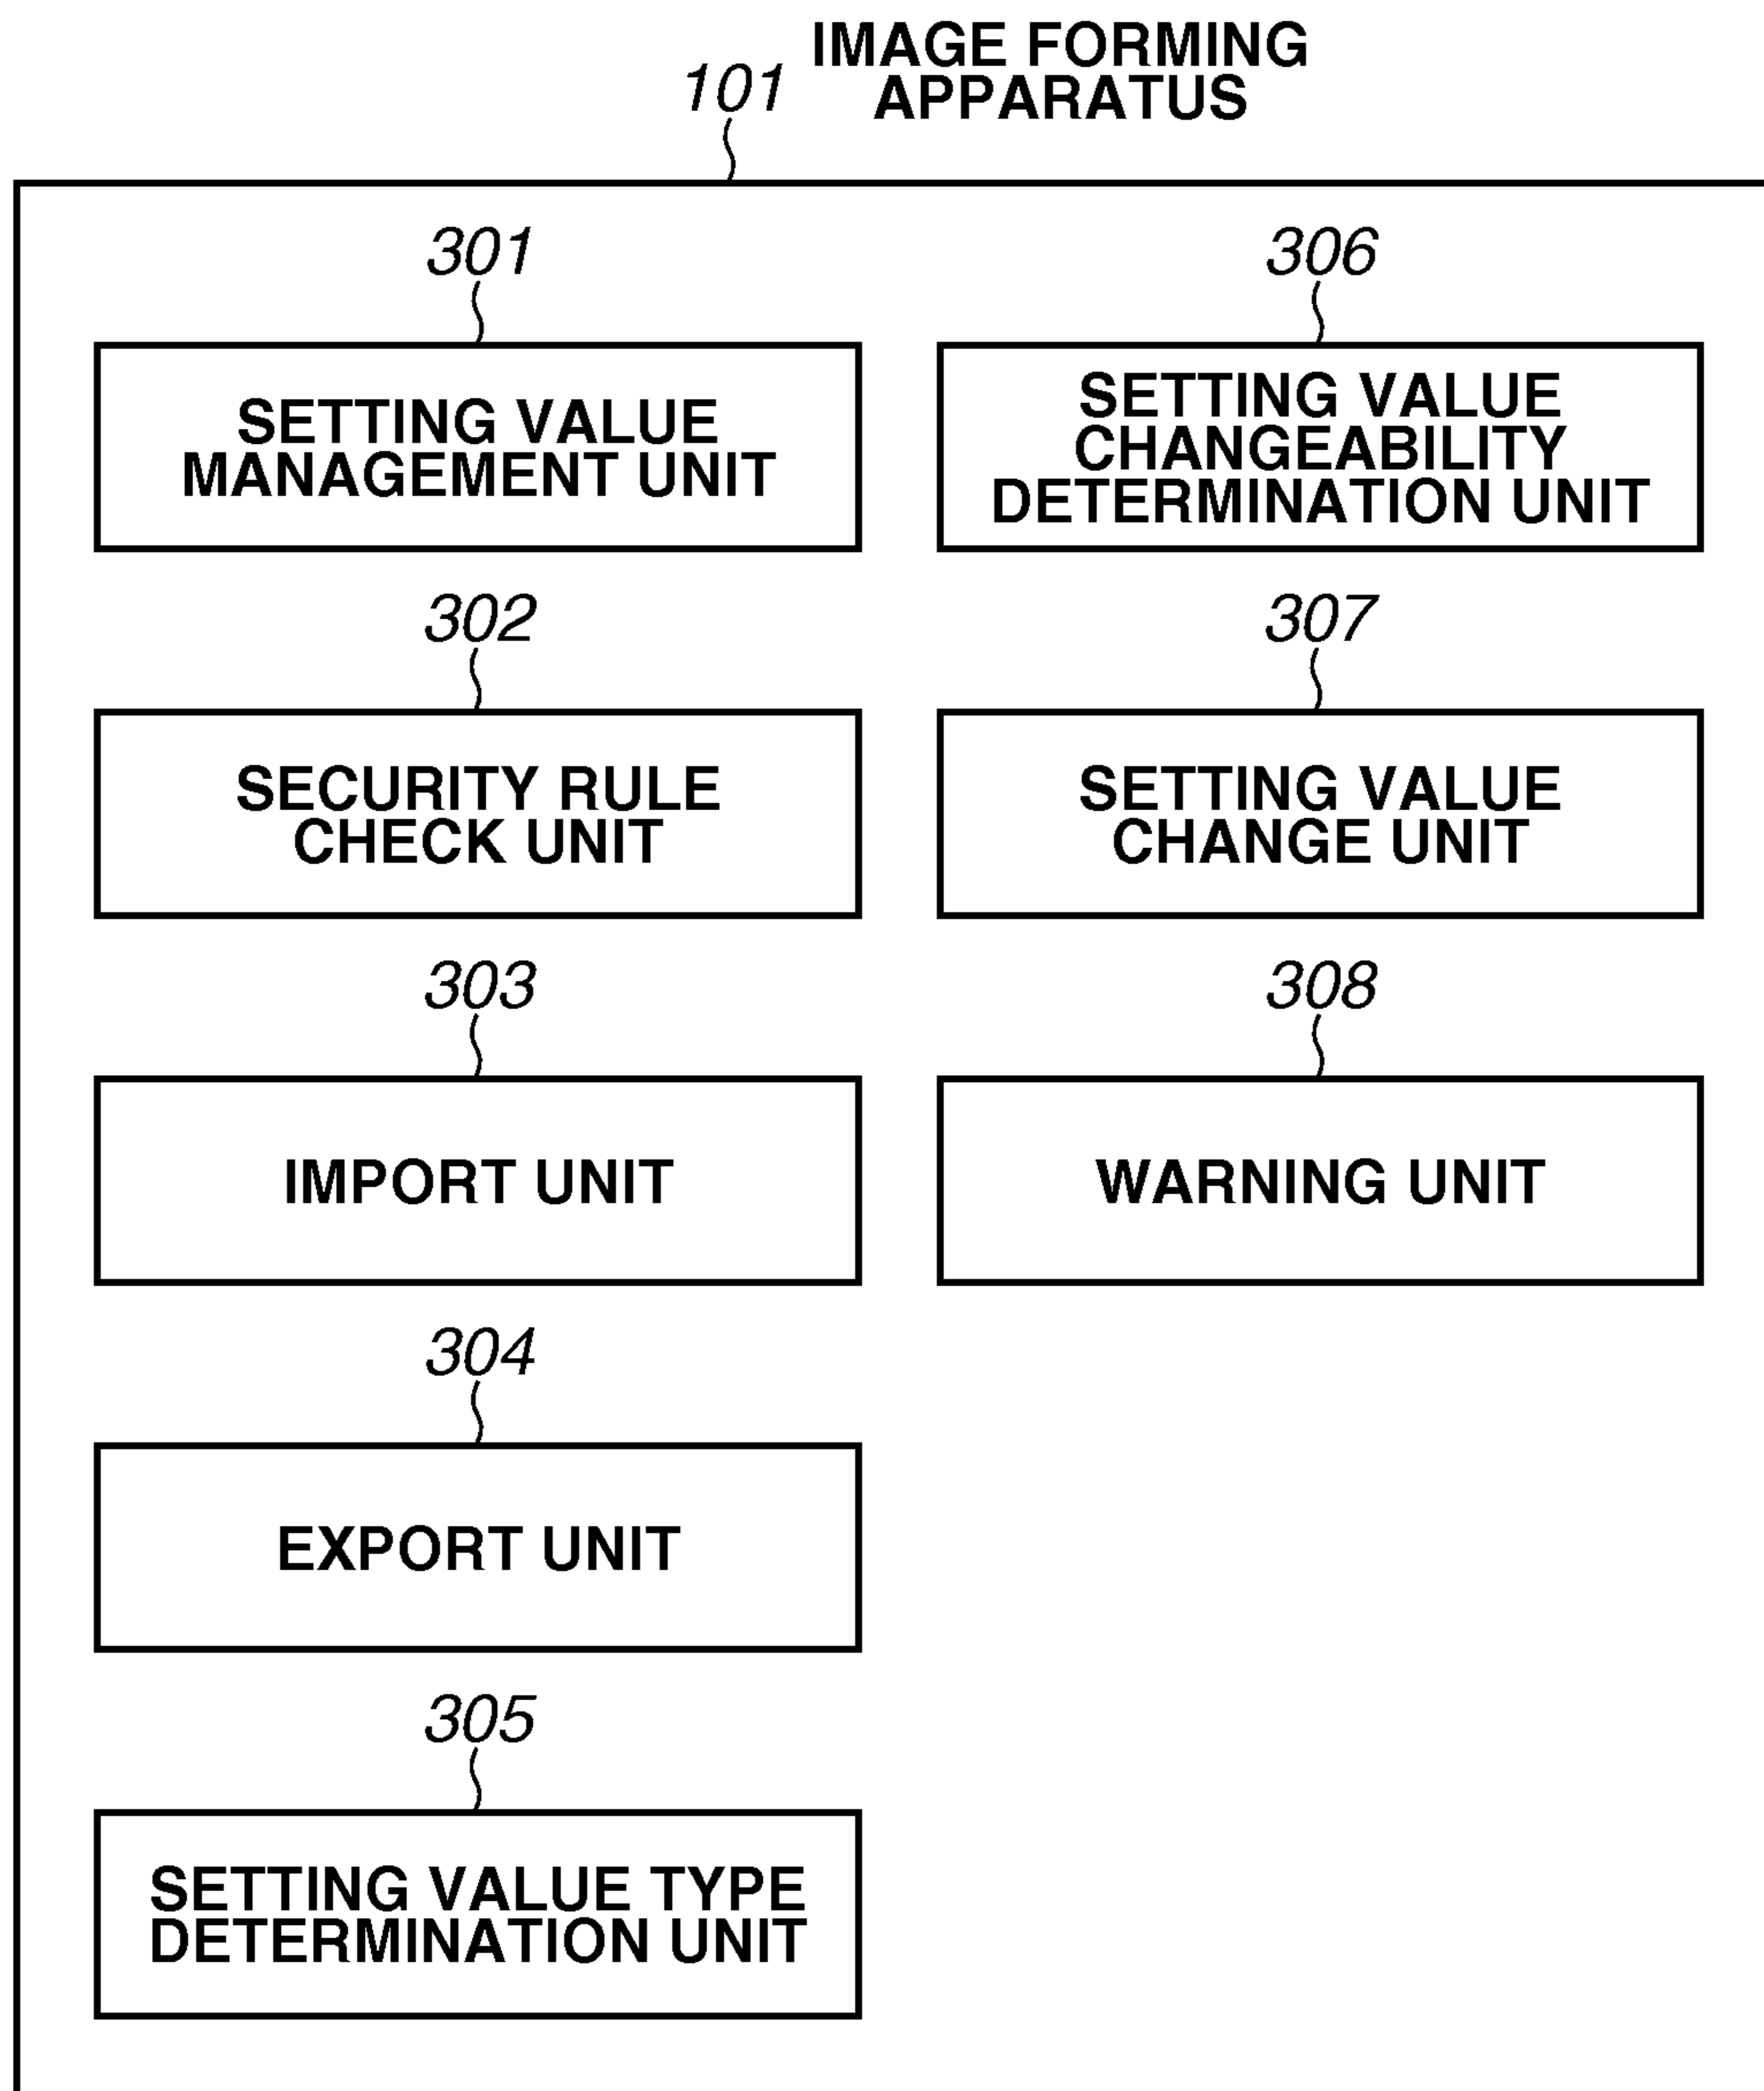 IMAGE FORMING
APPARATUS
101
301
SETTING VALUE
MANAGEMENT UNIT
302
SECURITY RULE
CHECK UNIT
303
IMPORT UNIT
304
EXPORT UNIT
305
SETTING VALUE TYPE
DETERMINATION UNIT
306
SETTING VALUE
CHANGEABILITY
DETERMINATION UNIT
307
SETTING VALUE
CHANGE UNIT
308
WARNING UNIT